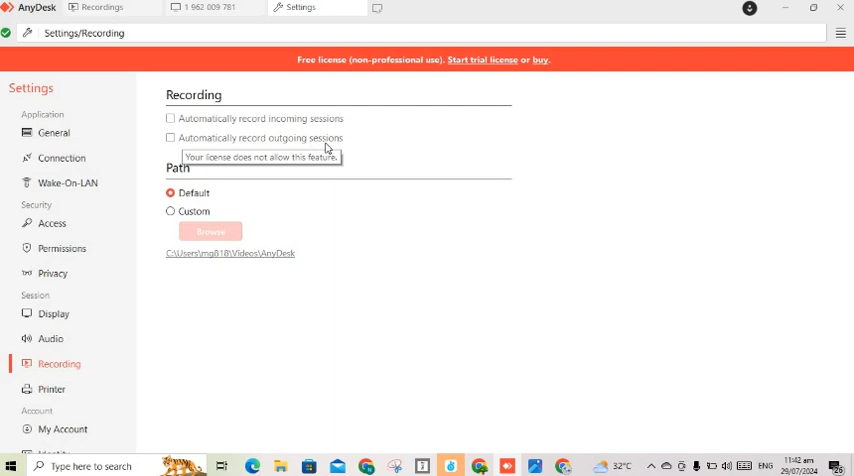 AnyDesk
Recordings
1 962 009 781
Settings
Settings/Recording
Free license (non-professional use). Start trial license or buy.
Settings
Application
General
Connection
Wake-On-LAN
Security
Access
Permissions
Privacy
Session
Display
Audio
Recording
Printer
Account
My Account
Recording
Automatically record incoming sessions
Automatically record outgoing sessions
Your license does not allow this feature.
Path
Default
Custom
Browse
C:\Users\mg818\Videos\AnyDesk
Type here to search
32°C
ENG
11:42 am
29/07/2024
26